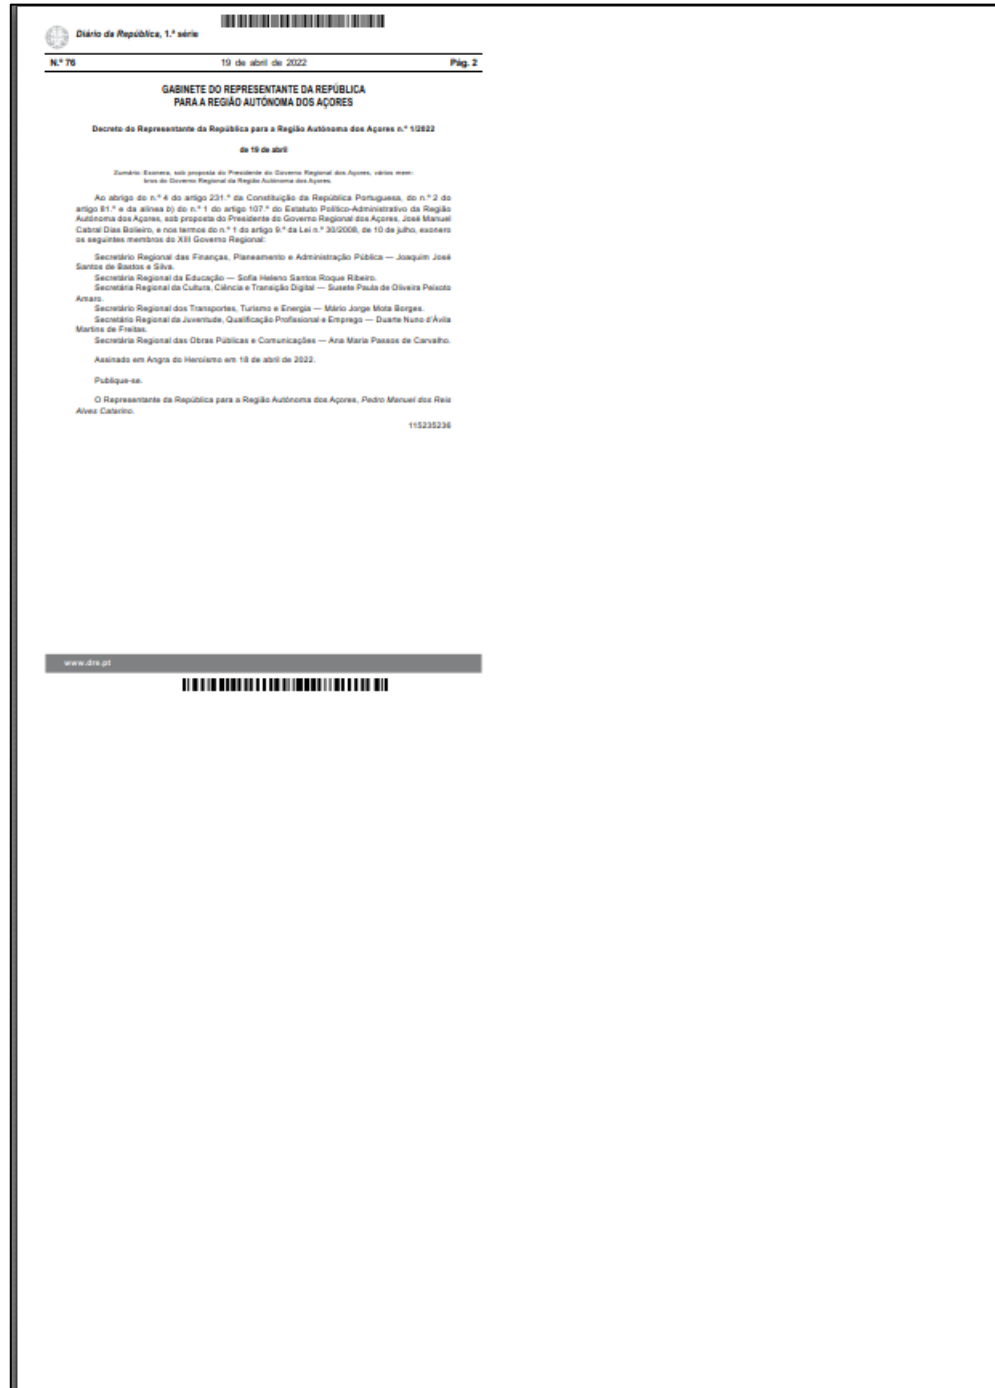 Diário da República, 1.ª série
N.º 76 19 de abril de 2022 Pág. 2
GABINETE DO REPRESENTANTE DA REPÚBLICA
PARA A REGIÃO AUTÓNOMA DOS AÇORES
Decreto do Representante da República para a Região Autónoma dos Açores n.º 1/2022
de 19 de abril
Sumário: Exonera, sob proposta do Presidente do Governo Regional dos Açores, vários mem-
bros do Governo Regional da Região Autónoma dos Açores.
Ao abrigo do n.º 4 do artigo 231.º da Constituição da República Portuguesa, do n.º 2 do
artigo 81.º e da alínea b) do n.º 1 do artigo 107.º do Estatuto Político-Administrativo da Região
Autónoma dos Açores, sob proposta do Presidente do Governo Regional dos Açores, José Manuel
Cabral Dias Bolieiro, e nos termos do n.º 1 do artigo 9.º da Lei n.º 30/2008, de 10 de julho, exonero
os seguintes membros do XIII Governo Regional:
Secretário Regional das Finanças, Planeamento e Administração Pública — Joaquim José
Santos de Bastos e Silva.
Secretária Regional da Educação — Sofia Heleno Santos Roque Ribeiro.
Secretária Regional da Cultura, Ciência e Transição Digital — Susete Paula de Oliveira Peixoto
Amaro.
Secretário Regional dos Transportes, Turismo e Energia — Mário Jorge Mota Borges.
Secretário Regional da Juventude, Qualificação Profissional e Emprego — Duarte Nuno d'Ávila
Martins de Freitas.
Secretária Regional das Obras Públicas e Comunicações — Ana Maria Passos de Carvalho.
Assinado em Angra do Heroísmo em 18 de abril de 2022.
Publique-se.
O Representante da República para a Região Autónoma dos Açores, Pedro Manuel dos Reis
Alves Catarino.
115235236
www.dre.pt